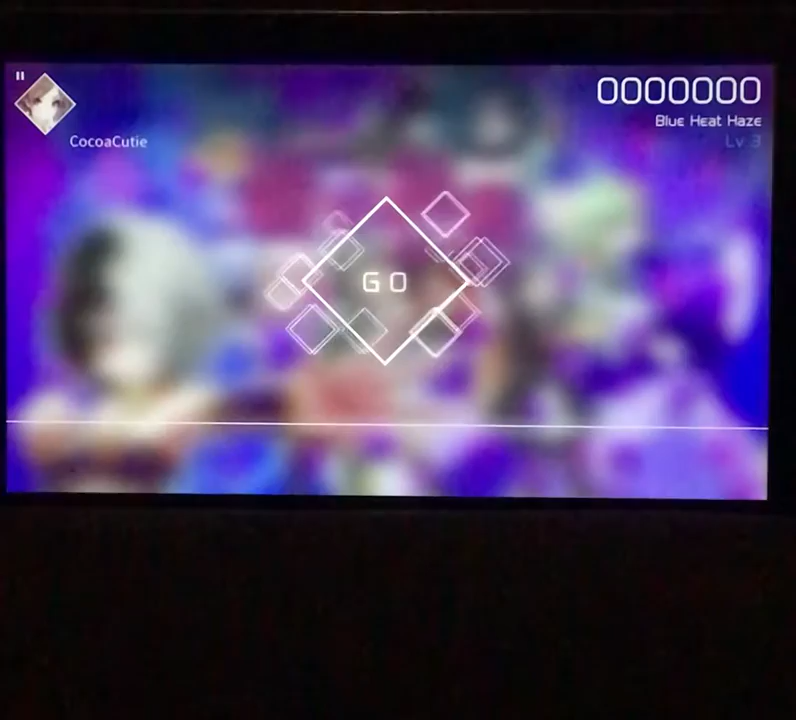 0000000
Blue Heat Haze
Lv 3
CocoaCutie
GO